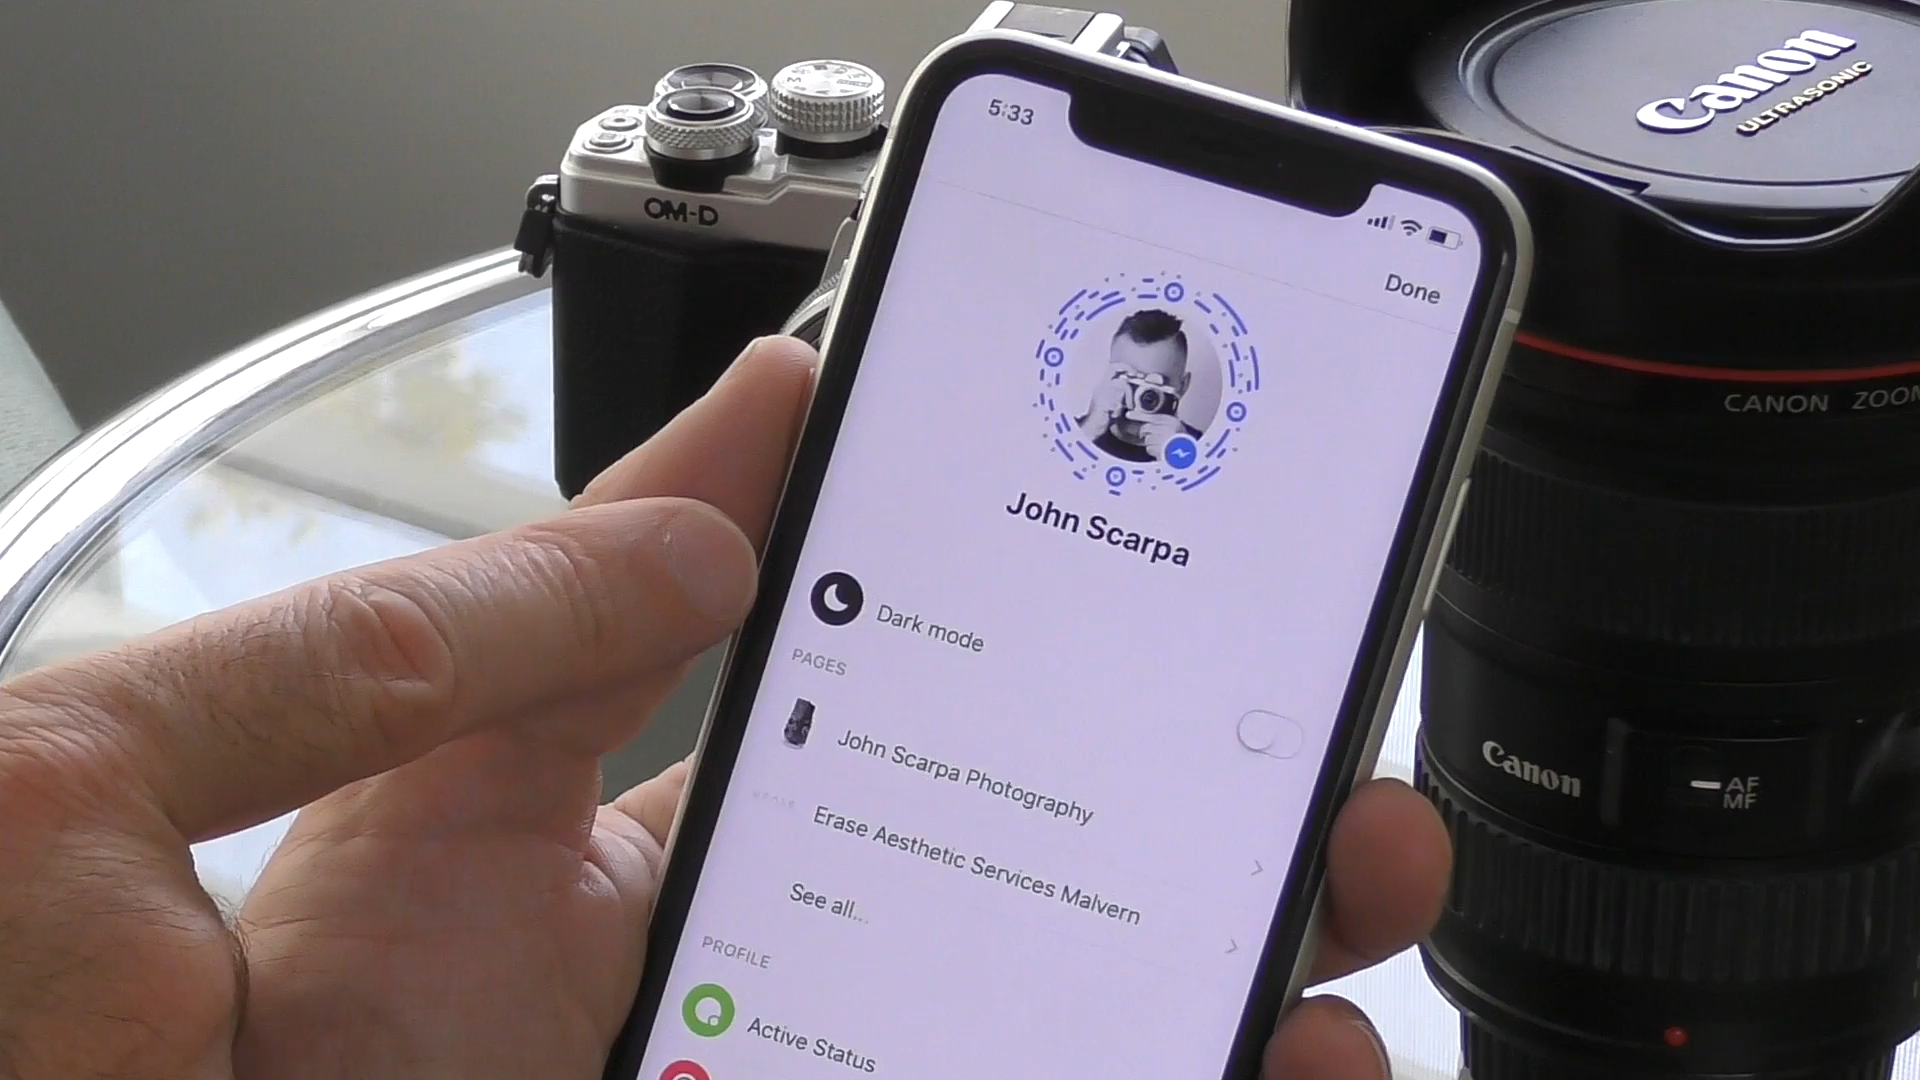 Canon
ULTRASONIC
OM-D
5:33
Done
John Scarpa
Dark mode
PAGES
John Scarpa Photography
Erase Aesthetic Services Malvern
See all...
PROFILE
Active Status
CANON ZOOM
Canon
AF
MF